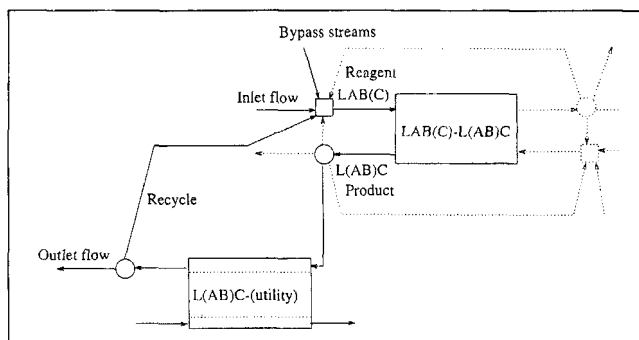 Bypass streams
Reagent
Inlet flow
LAB(C)
LAB(C)-L(AB)C
L(AB)C
Product
Recycle
Outlet flow
L(AB)C-(utility)